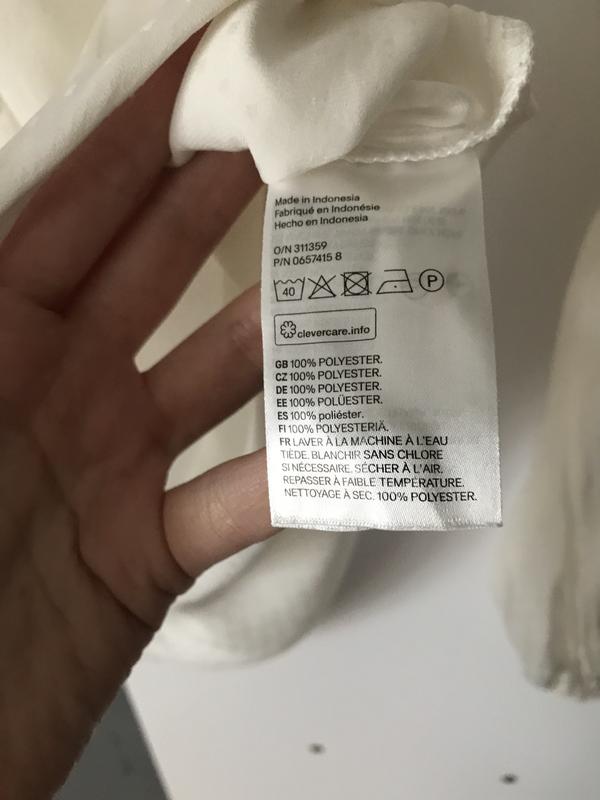 Made in Indonesia
Fabriqué en Indonésie
Hecho en Indonesia
O/N 311359
P/N 0657415 8
40 P
clevercare.info
GB 100% POLYESTER.
CZ 100% POLYESTER.
DE 100% POLYESTER.
EE 100% POLÜESTER.
ES 100% poliéster.
FI 100% POLYESTERIÄ.
FR LAVER À LA MACHINE À L'EAU
TIÈDE. BLANCHIR SANS CHLORE
SI NÉCESSAIRE. SÉCHER À L'AIR.
REPASSER À FAIBLE TEMPÉRATURE.
NETTOYAGE À SEC. 100% POLYESTER.